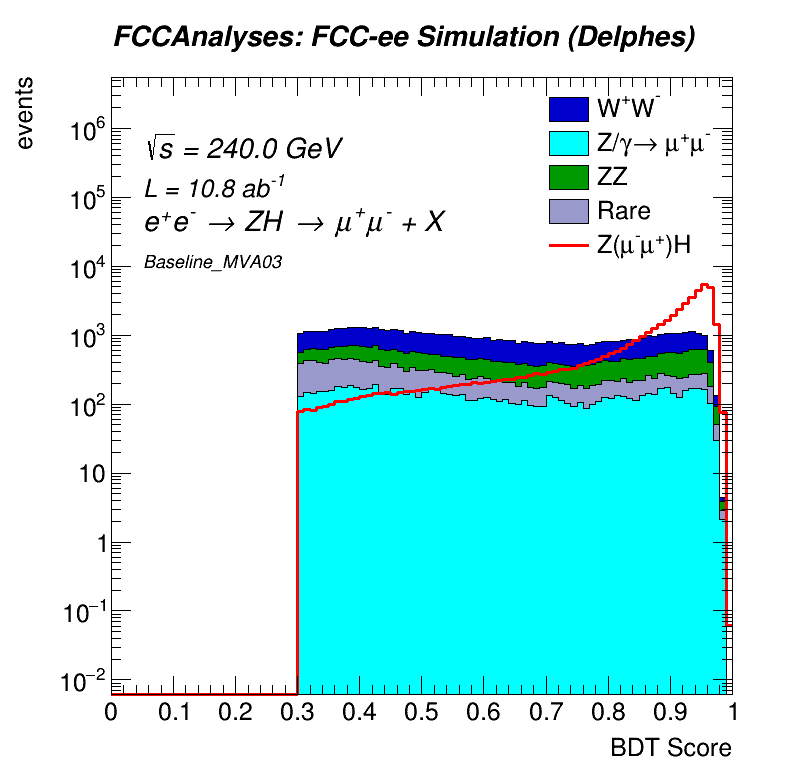 FCCAnalyses: FCC-ee Simulation (Delphes)
events
√s = 240.0 GeV
L = 10.8 ab⁻¹
e⁺e⁻ → ZH → μ⁺μ⁻ + X
Baseline_MVA03
W⁺W⁻
Z/γ→ μ⁺μ⁻
ZZ
Rare
Z(μ⁻μ⁺)H
10⁶
10⁵
10⁴
10³
10²
10
1
10⁻¹
10⁻²
0 0.1 0.2 0.3 0.4 0.5 0.6 0.7 0.8 0.9 1
BDT Score